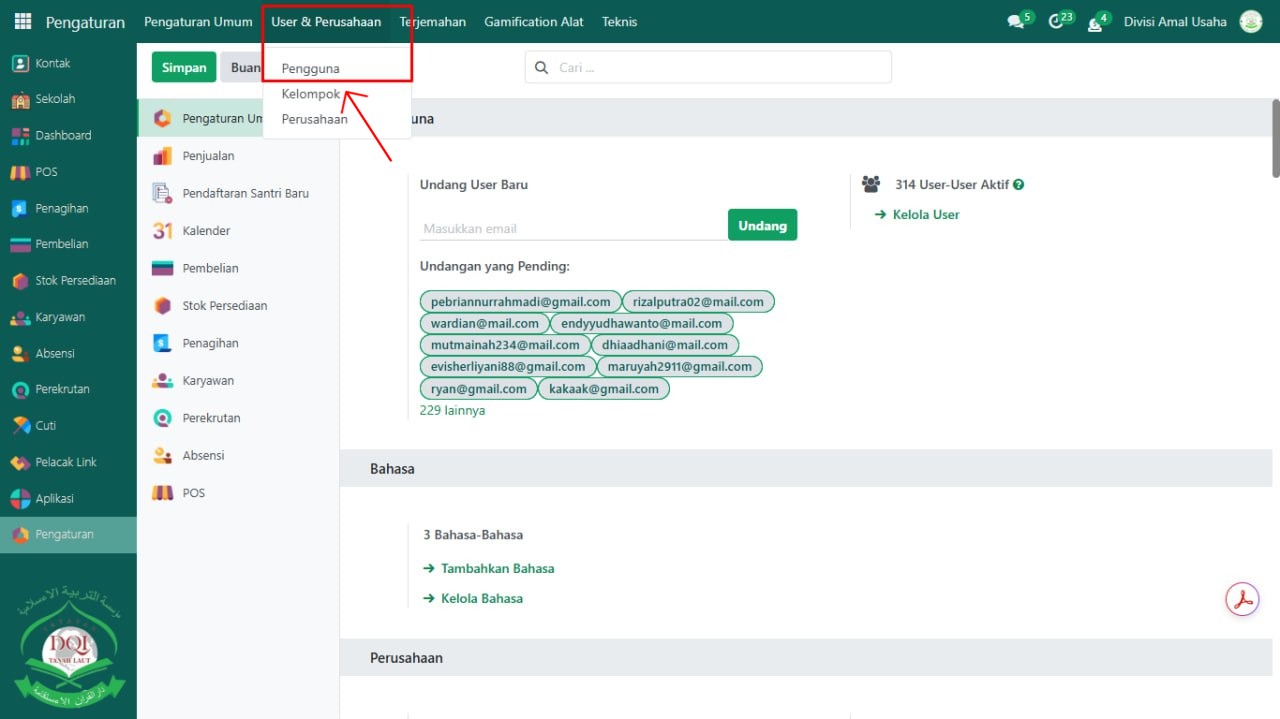 Pengaturan
Pengaturan Umum
User & Perusahaan
Terjemahan
Gamification Alat
Teknis
5
23
4
Divisi Amal Usaha
Kontak
Sekolah
Dashboard
POS
Penagihan
Pembelian
Stok Persediaan
Karyawan
Absensi
Perekrutan
Cuti
Pelacak Link
Aplikasi
Pengaturan
DQI
TANAH LAUT
Simpan
Buan
Pengguna
Kelompok
Perusahaan
Cari ...
Pengaturan Um
Penjualan
Pendaftaran Santri Baru
31 Kalender
Pembelian
Stok Persediaan
Penagihan
Karyawan
Perekrutan
Absensi
POS
una
Undang User Baru
Masukkan email
Undang
Undangan yang Pending:
pebriannurrahmadi@gmail.com rizalputra02@mail.com
wardian@mail.com endyyudhawanto@mail.com
mutmainah234@mail.com dhiaadhani@mail.com
evisherliyani88@gmail.com maruyah2911@gmail.com
ryan@gmail.com kakaak@gmail.com
229 lainnya
314 User-User Aktif ?
→ Kelola User
Bahasa
3 Bahasa-Bahasa
→ Tambahkan Bahasa
→ Kelola Bahasa
Perusahaan